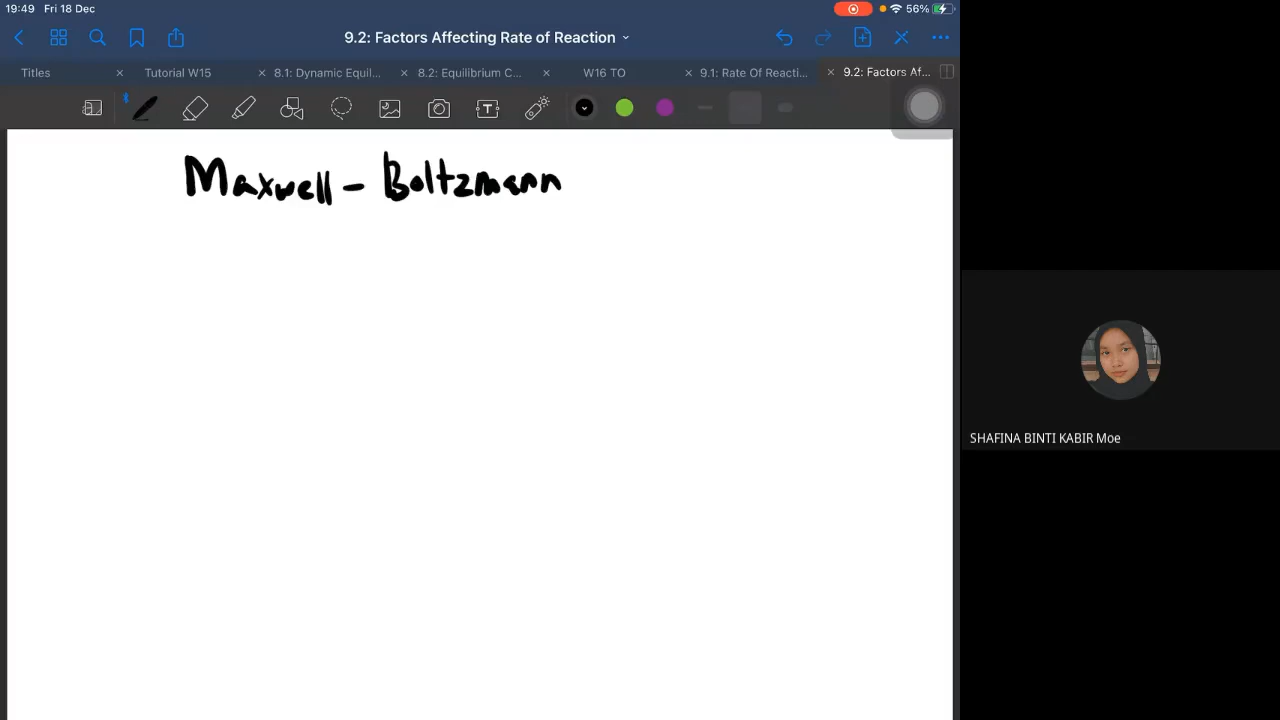 19:49 Fri 18 Dec
56%
9.2: Factors Affecting Rate of Reaction
Titles
Tutorial W15
8.1: Dynamic Equil...
8.2: Equilibrium C...
W16 TO
9.1: Rate Of Reacti...
9.2: Factors Af...
T
Maxwell - Boltzmann
SHAFINA BINTI KABIR Moe